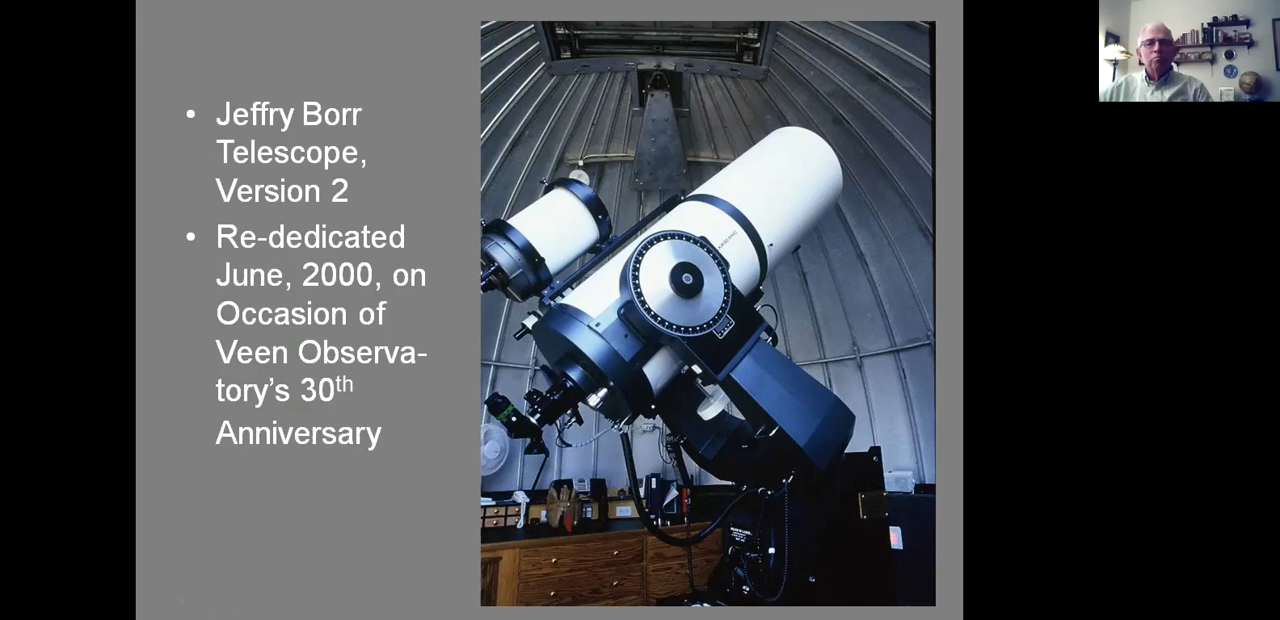 • Jeffry Borr
Telescope,
Version 2
• Re-dedicated
June, 2000, on
Occasion of
Veen Observa-
tory's 30th
Anniversary